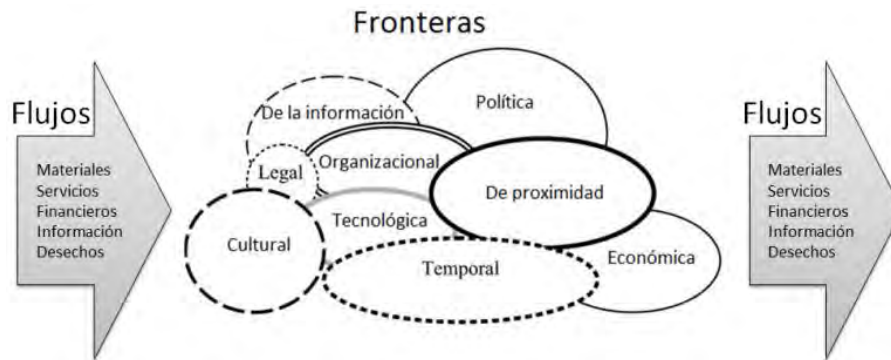 Fronteras
Flujos
Materiales
Servicios
Financieros
Información
Desechos
De la información
Política
Organizacional
Legal
De proximidad
Tecnológica
Cultural
Temporal
Económica
Flujos
Materiales
Servicios
Financieros
Información
Desechos